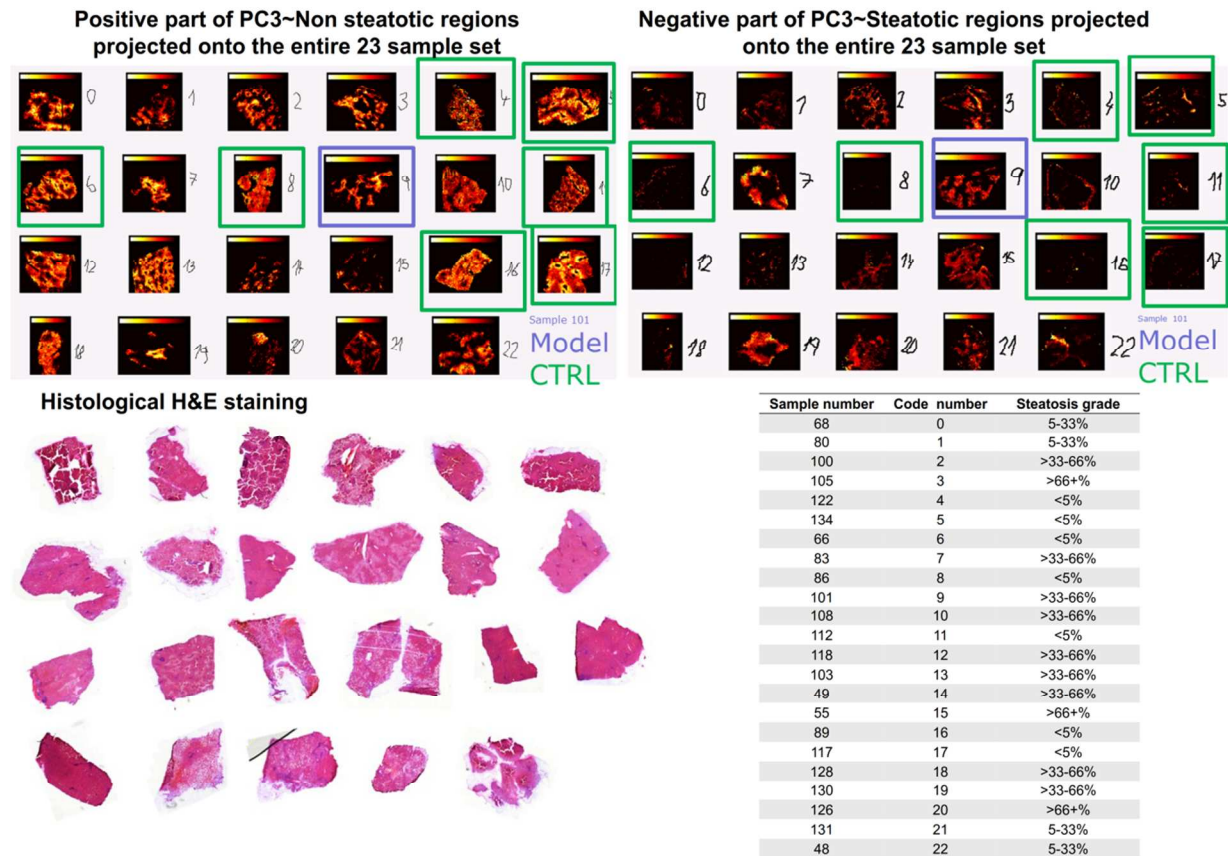 Positive part of PC3~Non steatotic regions
projected onto the entire 23 sample set
0 1 2 3 4 5
6 7 8 9 10 1
12 13 14 15 16 17
18 19 20 21 22
Sample 101
Model
CTRL
Negative part of PC3~Steatotic regions projected
onto the entire 23 sample set
0 1 2 3 4 5
6 7 8 9 10 11
12 13 14 15 16 17
18 19 20 21 22
Sample 101
Model
CTRL
Histological H&E staining
Sample number Code number Steatosis grade
68 0 5-33%
80 1 5-33%
100 2 >33-66%
105 3 >66+%
122 4 <5%
134 5 <5%
66 6 <5%
83 7 >33-66%
86 8 <5%
101 9 >33-66%
108 10 >33-66%
112 11 <5%
118 12 >33-66%
103 13 >33-66%
49 14 >33-66%
55 15 >66+%
89 16 <5%
117 17 <5%
128 18 >33-66%
130 19 >33-66%
126 20 >66+%
131 21 5-33%
48 22 5-33%